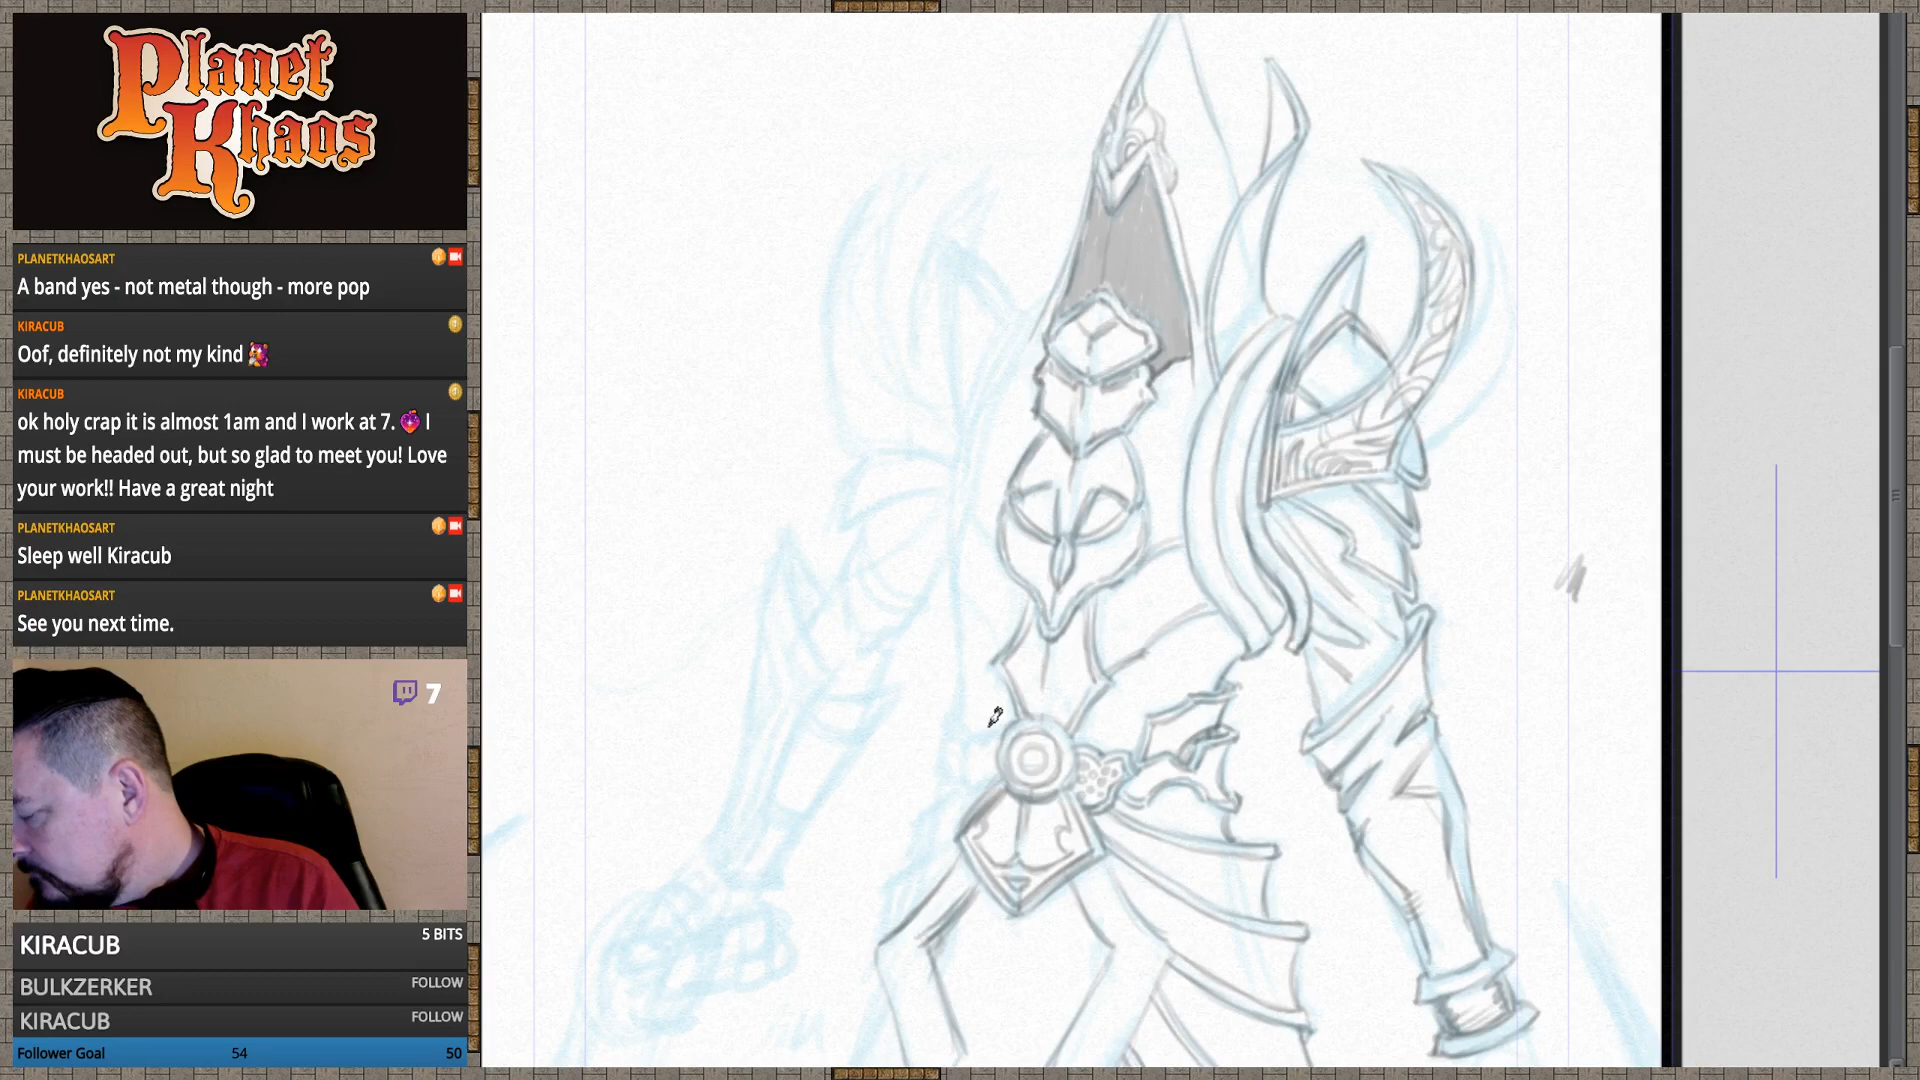 Planet
Khaos
PLANETKHAOSART
A band yes - not metal though - more pop
KIRACUB
Oof, definitely not my kind
KIRACUB
ok holy crap it is almost 1am and I work at 7. I
must be headed out, but so glad to meet you! Love
your work!! Have a great night
PLANETKHAOSART
Sleep well Kiracub
PLANETKHAOSART
See you next time.
7
KIRACUB 5 BITS
BULKZERKER FOLLOW
KIRACUB FOLLOW
Follower Goal 54 50